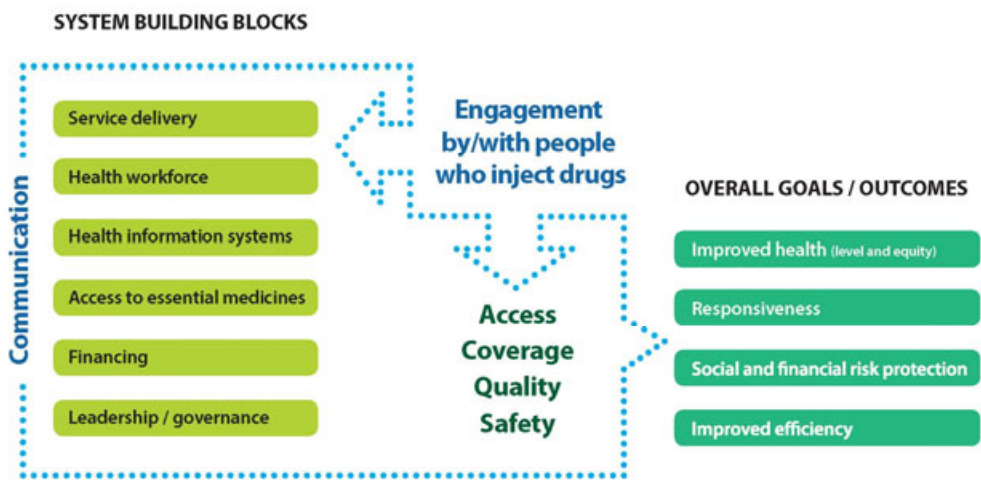 SYSTEM BUILDING BLOCKS
Communication
Service delivery
Health workforce
Health information systems
Access to essential medicines
Financing
Leadership / governance
Engagement
by/with people
who inject drugs
Access
Coverage
Quality
Safety
OVERALL GOALS / OUTCOMES
Improved health (level and equity)
Responsiveness
Social and financial risk protection
Improved efficiency